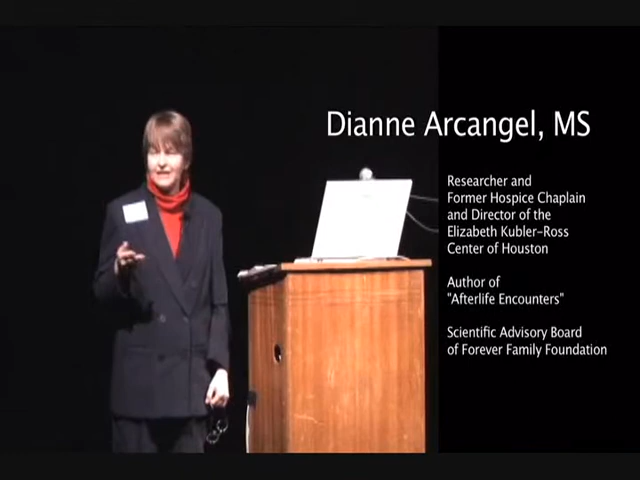 Dianne Arcangel, MS
Researcher and
Former Hospice Chaplain
and Director of the
Elizabeth Kubler-Ross
Center of Houston
Author of
"Afterlife Encounters"
Scientific Advisory Board
of Forever Family Foundation